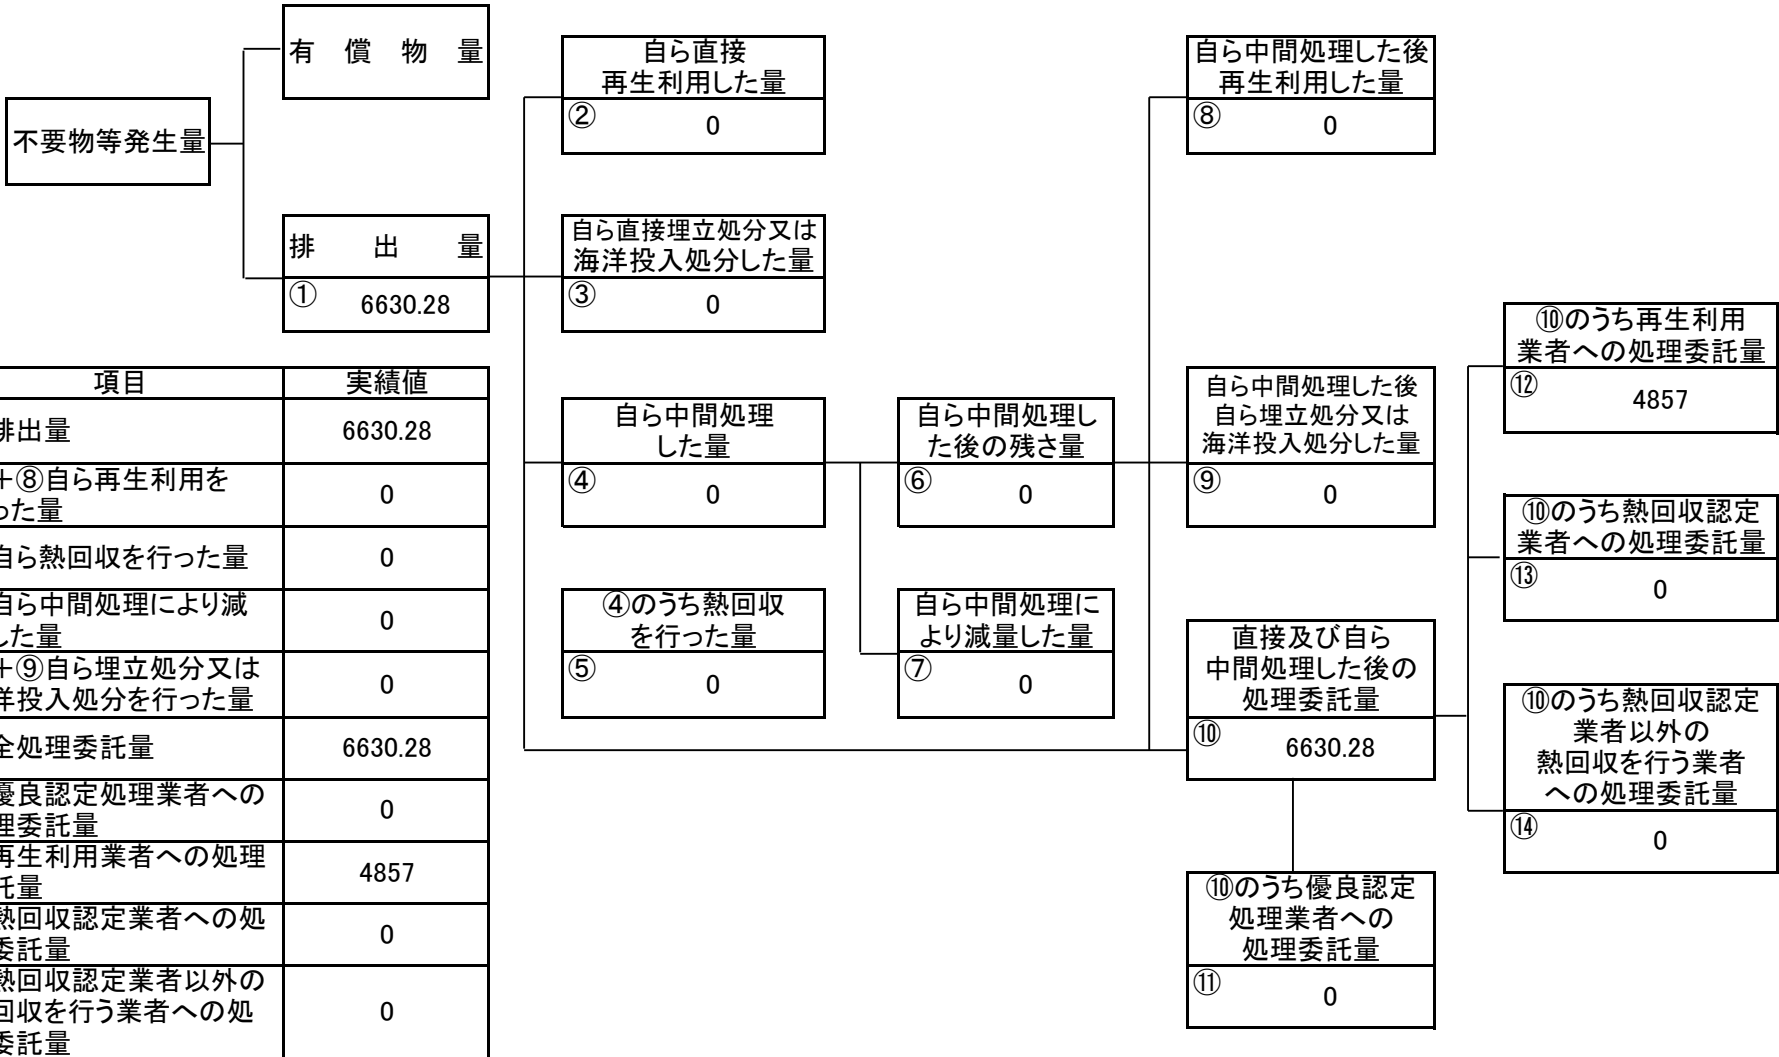 有償物量
不要物等発生量
排出量
① 6630.28
自ら直接
再生利用した量
② 0
自ら直接埋立処分又は
海洋投入処分した量
③ 0
自ら中間処理
した量
④ 0
④のうち熱回収
を行った量
⑤ 0
自ら中間処理し
た後の残さ量
⑥ 0
自ら中間処理に
より減量した量
⑦ 0
自ら中間処理した後
再生利用した量
⑧ 0
自ら中間処理した後
自ら埋立処分又は
海洋投入処分した量
⑨ 0
直接及び自ら
中間処理した後の
処理委託量
⑩ 6630.28
⑩のうち優良認定
処理業者への
処理委託量
⑪ 0
⑩のうち再生利用
業者への処理委託量
⑫ 4857
⑩のうち熱回収認定
業者への処理委託量
⑬ 0
⑩のうち熱回収認定
業者以外の
熱回収を行う業者
への処理委託量
⑭ 0
項目 実績値
排出量 6630.28
+⑧自ら再生利用を
った量 0
自ら熱回収を行った量 0
自ら中間処理により減
した量 0
+⑨自ら埋立処分又は
洋投入処分を行った量 0
全処理委託量 6630.28
優良認定処理業者への
理委託量 0
再生利用業者への処理
託量 4857
熱回収認定業者への処
委託量 0
熱回収認定業者以外の
回収を行う業者への処
委託量 0